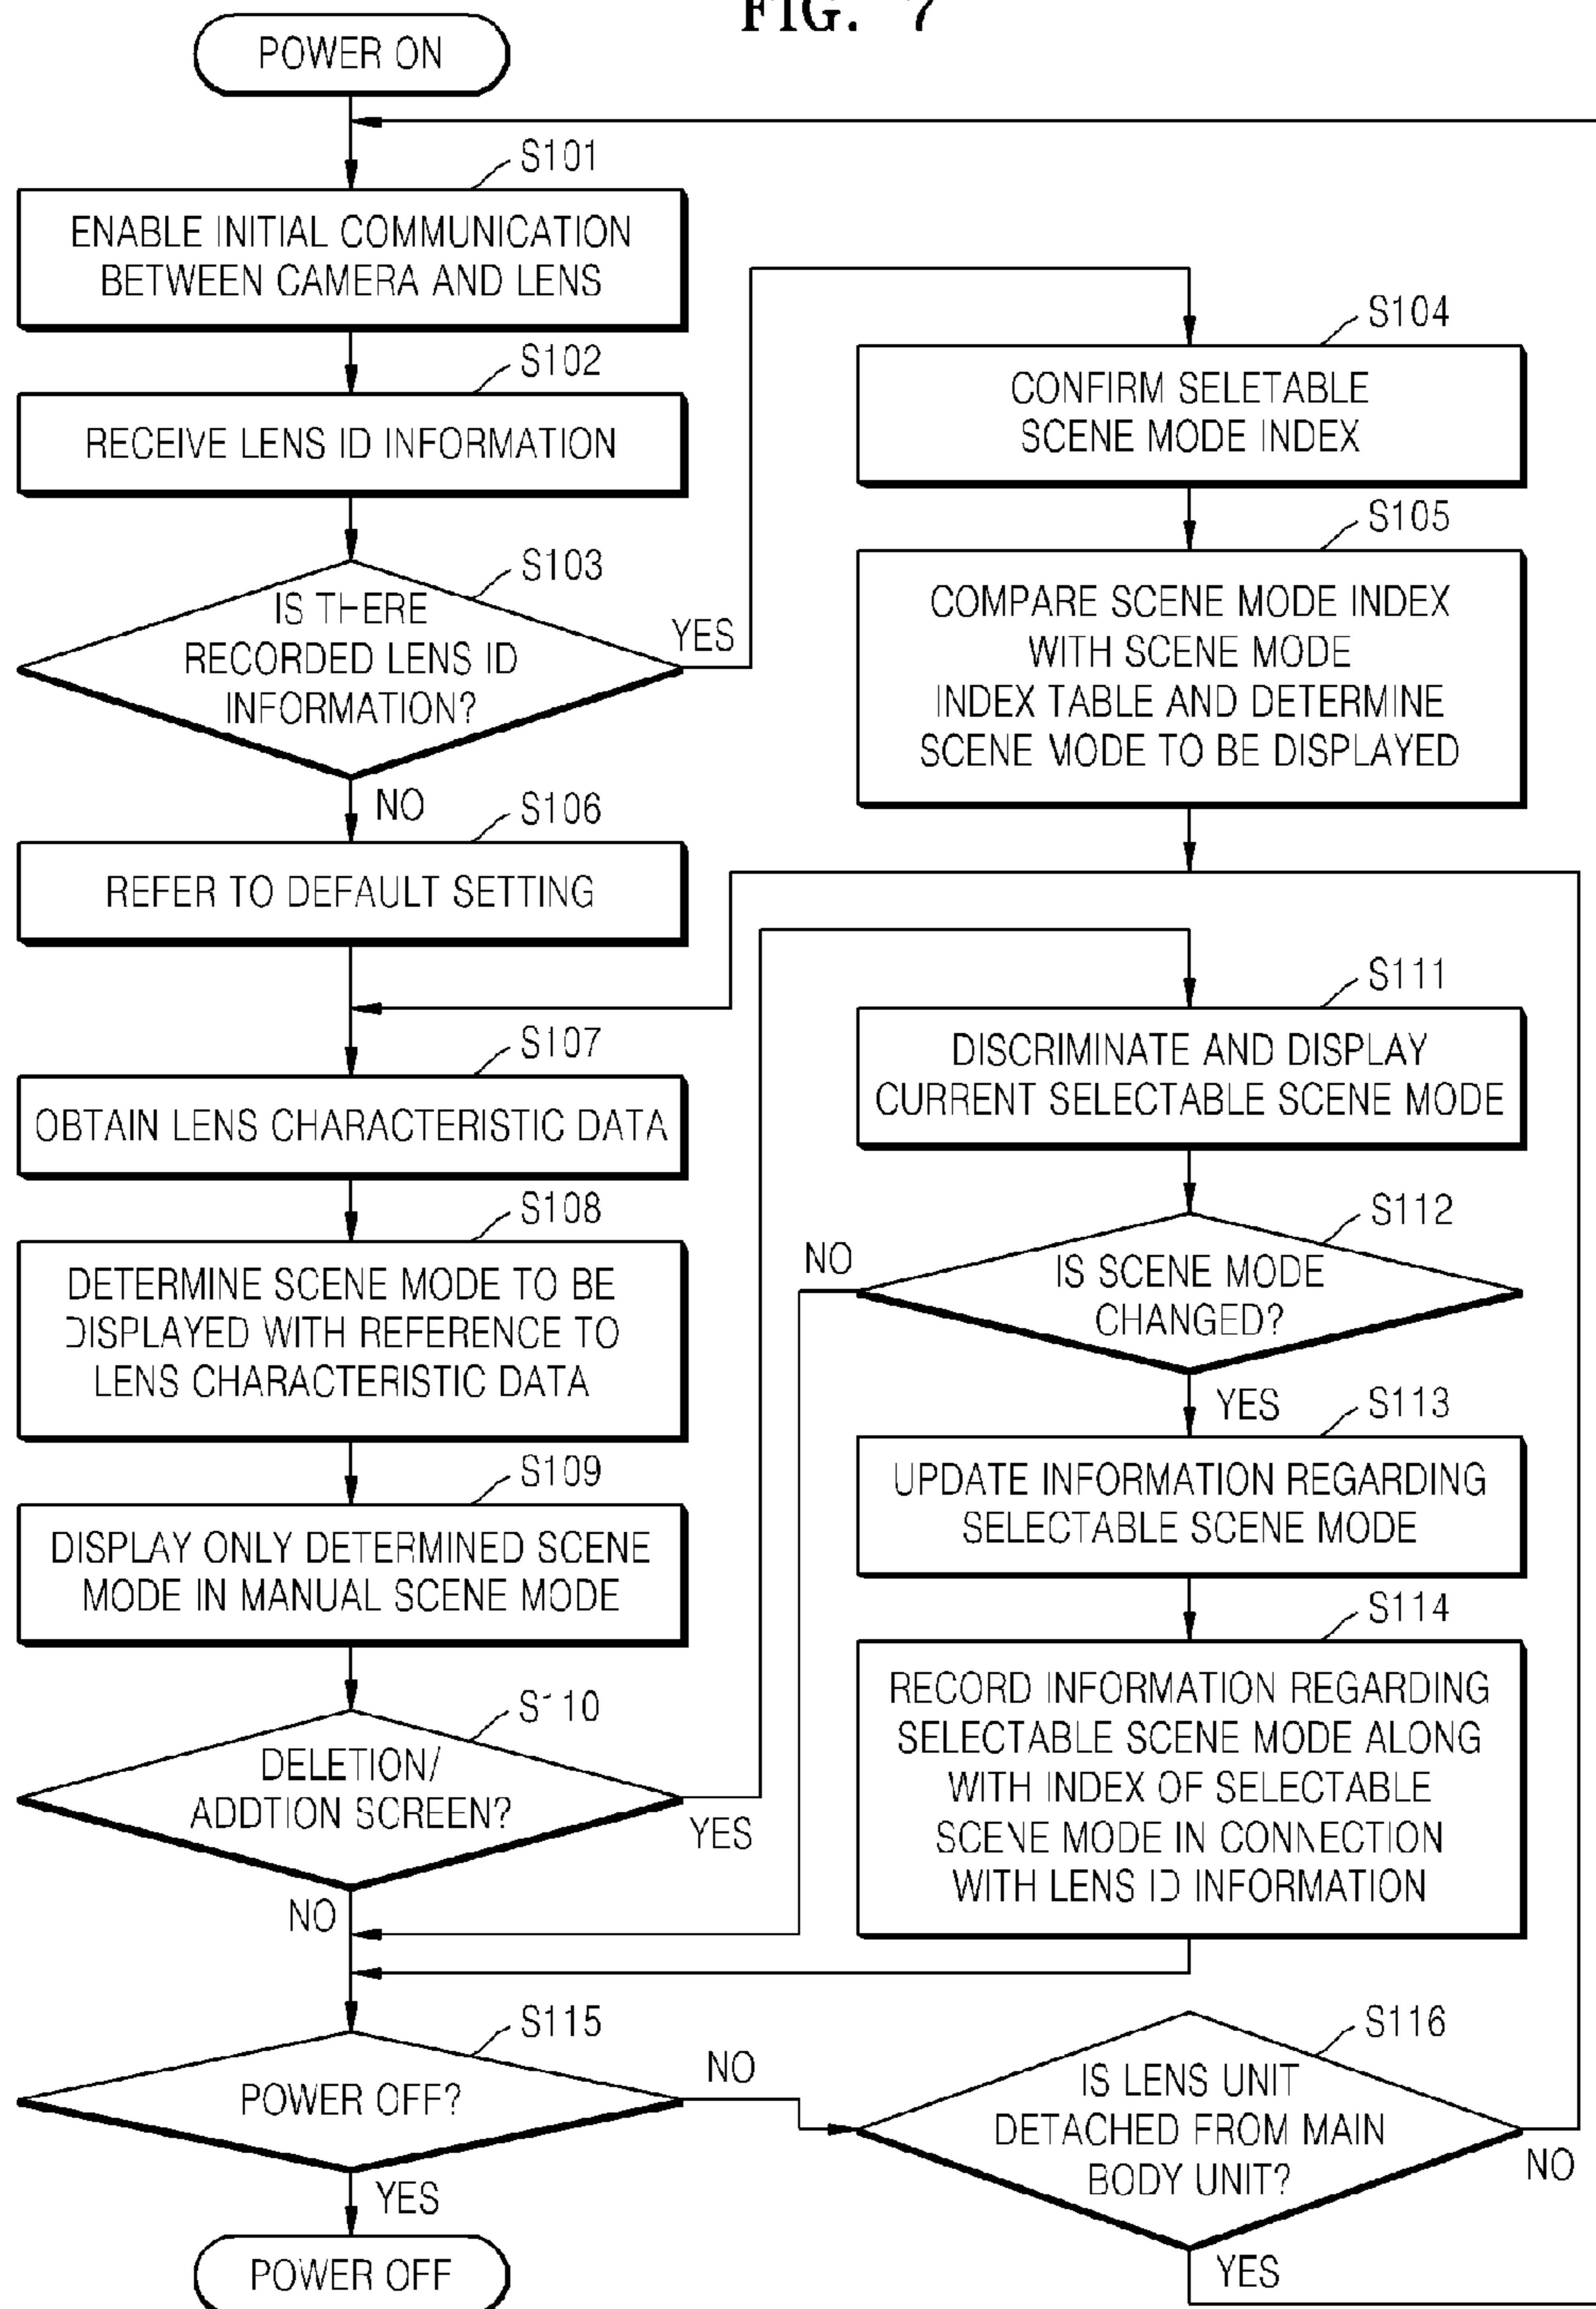 FIG. 7
POWER ON
S101
ENABLE INITIAL COMMUNICATION
BETWEEN CAMERA AND LENS
S102
RECEIVE LENS ID INFORMATION
S103
IS THERE
RECORDED LENS ID
INFORMATION?
YES
NO
S104
CONFIRM SELETABLE
SCENE MODE INDEX
S105
COMPARE SCENE MODE INDEX
WITH SCENE MODE
INDEX TABLE AND DETERMINE
SCENE MODE TO BE DISPLAYED
S106
REFER TO DEFAULT SETTING
S107
OBTAIN LENS CHARACTERISTIC DATA
S108
DETERMINE SCENE MODE TO BE
DISPLAYED WITH REFERENCE TO
LENS CHARACTERISTIC DATA
S109
DISPLAY ONLY DETERMINED SCENE
MODE IN MANUAL SCENE MODE
S110
DELETION/
ADDTION SCREEN?
YES
NO
S111
DISCRIMINATE AND DISPLAY
CURRENT SELECTABLE SCENE MODE
S112
IS SCENE MODE
CHANGED?
NO
YES
S113
UPDATE INFORMATION REGARDING
SELECTABLE SCENE MODE
S114
RECORD INFORMATION REGARDING
SELECTABLE SCENE MODE ALONG
WITH INDEX OF SELECTABLE
SCENE MODE IN CONNECTION
WITH LENS ID INFORMATION
S115
POWER OFF?
NO
YES
S116
IS LENS UNIT
DETACHED FROM MAIN
BODY UNIT?
NO
YES
POWER OFF